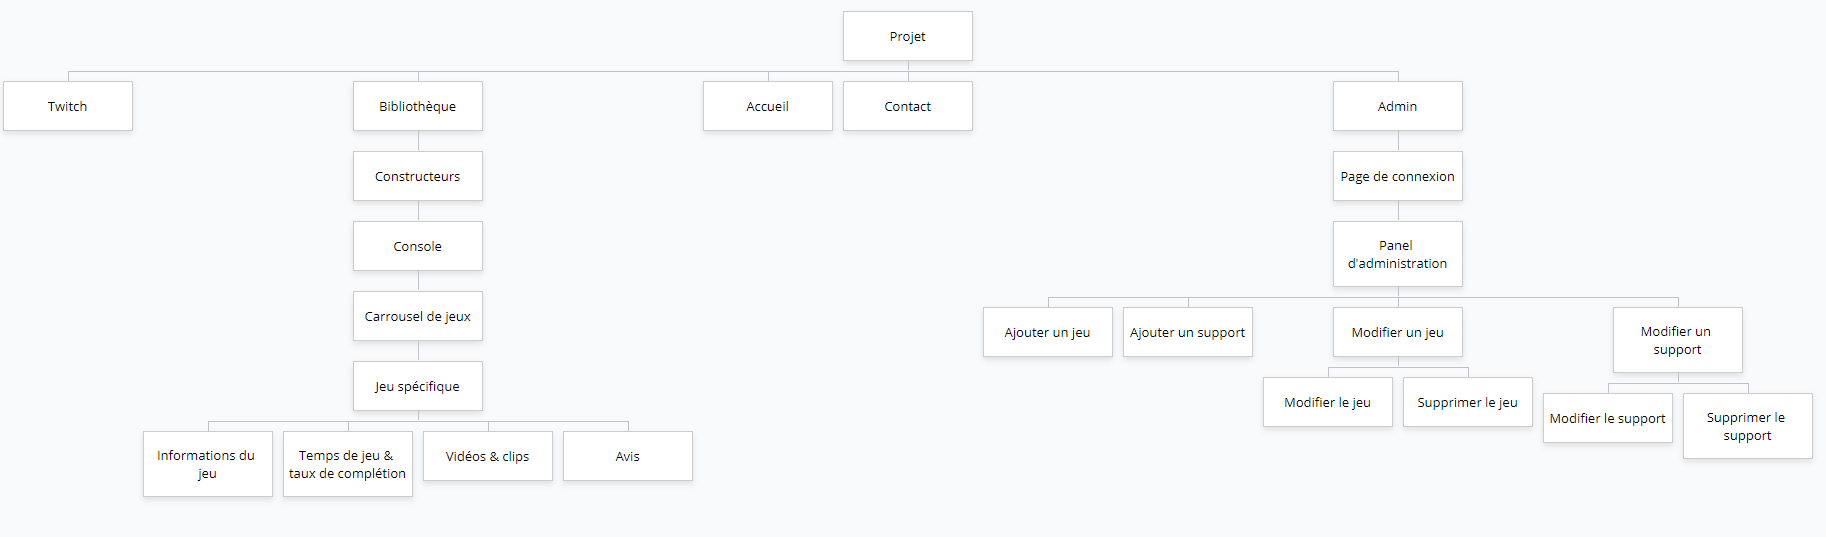 Projet
Twitch
Bibliothèque
Accueil
Contact
Admin
Constructeurs
Page de connexion
Console
Panel
d'administration
Carrousel de jeux
Ajouter un jeu
Ajouter un support
Modifier un jeu
Modifier un
support
Jeu spécifique
Modifier le jeu
Supprimer le jeu
Modifier le support
Supprimer le
support
Informations du
jeu
Temps de jeu &
taux de complétion
Vidéos & clips
Avis